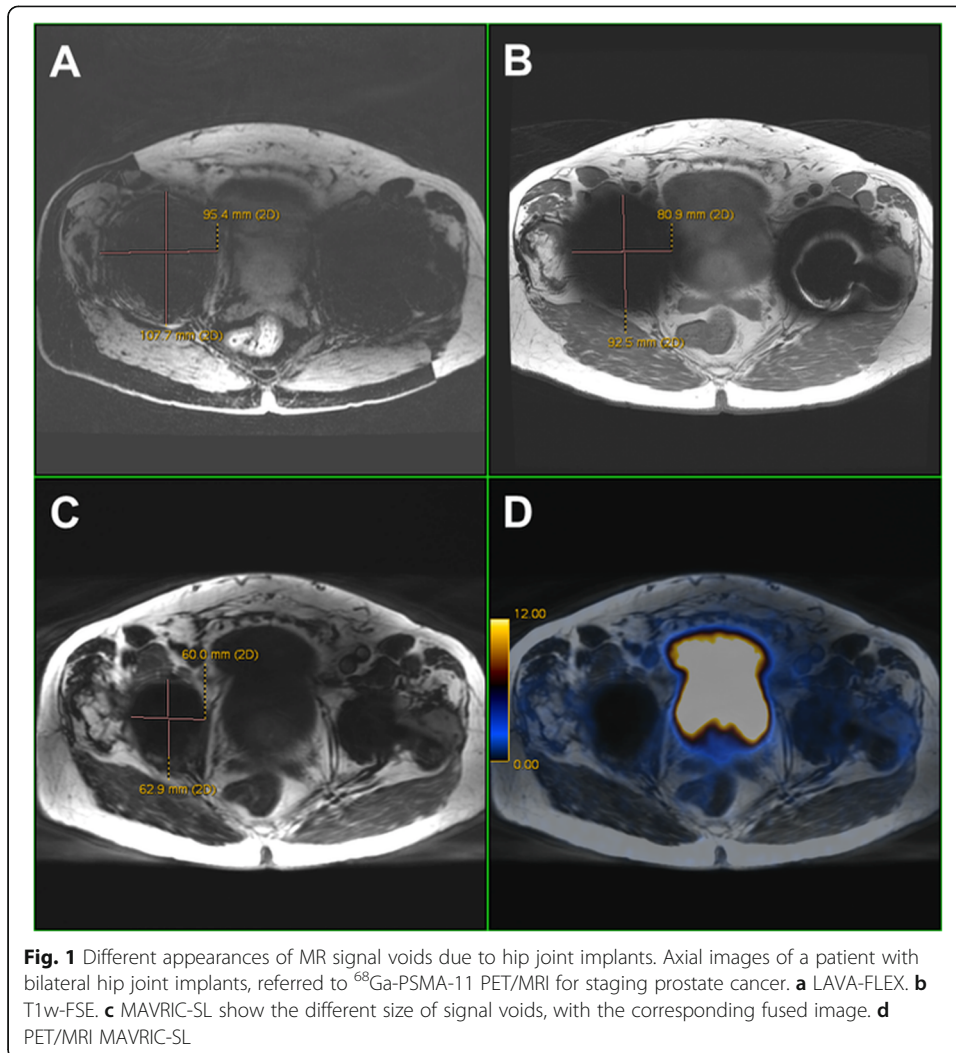 A
B
95.4 mm (2D)
80.9 mm (2D)
107.7 mm (2D)
92.5 mm (2D)
C
D
12.00
60.0 mm (2D)
0.00
62.9 mm (2D)
Fig. 1 Different appearances of MR signal voids due to hip joint implants. Axial images of a patient with
bilateral hip joint implants, referred to ⁶⁸Ga-PSMA-11 PET/MRI for staging prostate cancer. a LAVA-FLEX. b
T1w-FSE. c MAVRIC-SL show the different size of signal voids, with the corresponding fused image. d
PET/MRI MAVRIC-SL